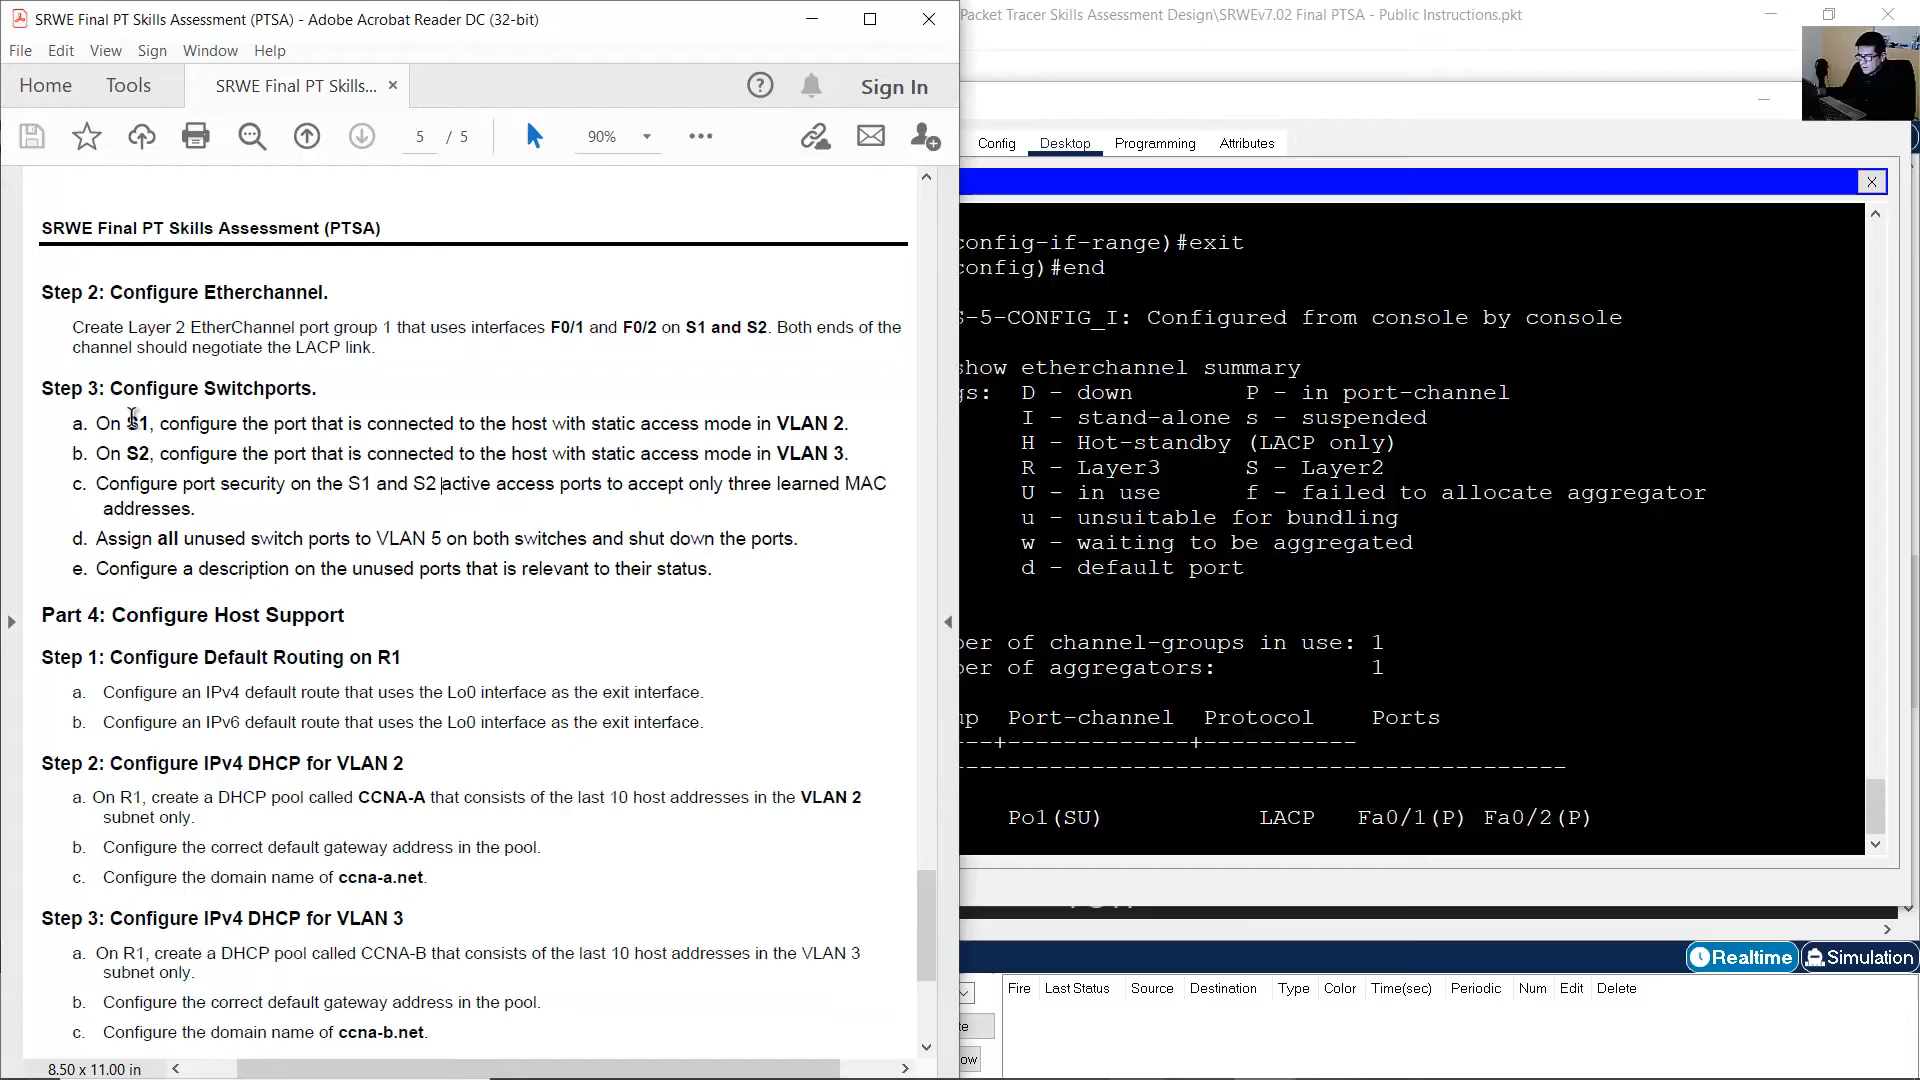 SRWE Final PT Skills Assessment (PTSA) - Adobe Acrobat Reader DC (32-bit)
File Edit View Sign Window Help
Home Tools SRWE Final PT Skills... × Sign In
5 / 5 90%
SRWE Final PT Skills Assessment (PTSA)
Step 2: Configure Etherchannel.
Create Layer 2 EtherChannel port group 1 that uses interfaces F0/1 and F0/2 on S1 and S2. Both ends of the
channel should negotiate the LACP link.
Step 3: Configure Switchports.
a. On S1, configure the port that is connected to the host with static access mode in VLAN 2.
b. On S2, configure the port that is connected to the host with static access mode in VLAN 3.
c. Configure port security on the S1 and S2 active access ports to accept only three learned MAC
addresses.
d. Assign all unused switch ports to VLAN 5 on both switches and shut down the ports.
e. Configure a description on the unused ports that is relevant to their status.
Part 4: Configure Host Support
Step 1: Configure Default Routing on R1
a. Configure an IPv4 default route that uses the Lo0 interface as the exit interface.
b. Configure an IPv6 default route that uses the Lo0 interface as the exit interface.
Step 2: Configure IPv4 DHCP for VLAN 2
a. On R1, create a DHCP pool called CCNA-A that consists of the last 10 host addresses in the VLAN 2
subnet only.
b. Configure the correct default gateway address in the pool.
c. Configure the domain name of ccna-a.net.
Step 3: Configure IPv4 DHCP for VLAN 3
a. On R1, create a DHCP pool called CCNA-B that consists of the last 10 host addresses in the VLAN 3
subnet only.
b. Configure the correct default gateway address in the pool.
c. Configure the domain name of ccna-b.net.
8.50 x 11.00 in
Packet Tracer Skills Assessment Design\SRWEv7.02 Final PTSA - Public Instructions.pkt
Config Desktop Programming Attributes
X
config-if-range)#exit
config)#end
S-5-CONFIG_I: Configured from console by console
show etherchannel summary
gs: D - down P - in port-channel
I - stand-alone s - suspended
H - Hot-standby (LACP only)
R - Layer3 S - Layer2
U - in use f - failed to allocate aggregator
u - unsuitable for bundling
w - waiting to be aggregated
d - default port
ber of channel-groups in use: 1
ber of aggregators: 1
up Port-channel Protocol Ports
---+-------------+-----------
-------------------------------------------
Po1(SU) LACP Fa0/1(P) Fa0/2(P)
Realtime Simulation
Fire Last Status Source Destination Type Color Time(sec) Periodic Num Edit Delete
te
ow